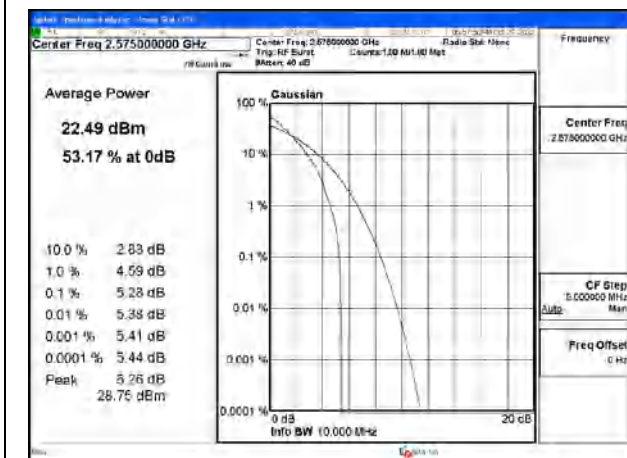 Center Freq 2.575000000 GHz
Center Freq: 2.575000000 GHz
Radio Std: None
Trig: RF Burst
Counts: 1.00 M/1.00 Mpt
#Atten: 40 dB
Frequency
Average Power
22.49 dBm
53.17 % at 0dB
10.0 % 2.83 dB
1.0 % 4.59 dB
0.1 % 5.28 dB
0.01 % 5.38 dB
0.001 % 5.41 dB
0.0001 % 5.44 dB
Peak
28.75 dBm
Gaussian
100 %
10 %
1 %
0.1 %
0.01 %
0.001 %
0.0001 %
0 dB
20 dB
Info BW 10.000 MHz
Center Freq
2.575000000 GHz
CF Step
5.000000 MHz
Auto Man
Freq Offset
0 Hz